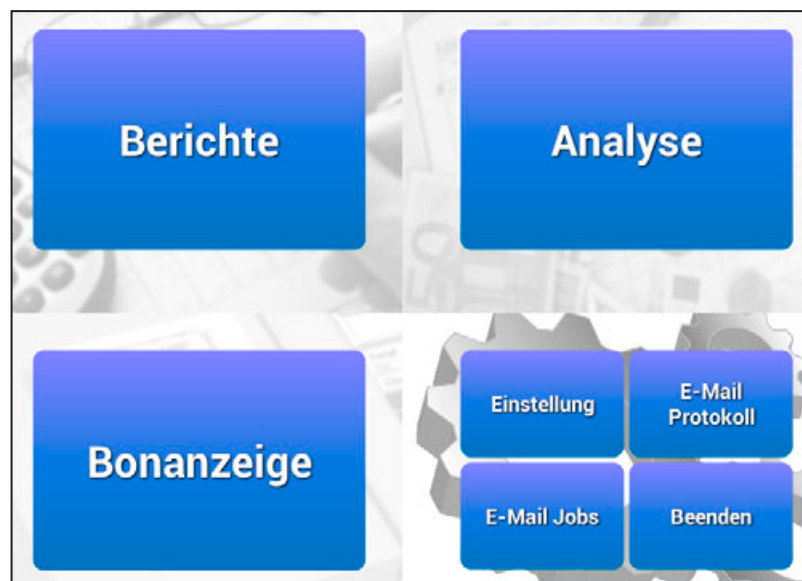 Berichte
Analyse
Bonanzeige
Einstellung
E-Mail
Protokoll
E-Mail Jobs
Beenden